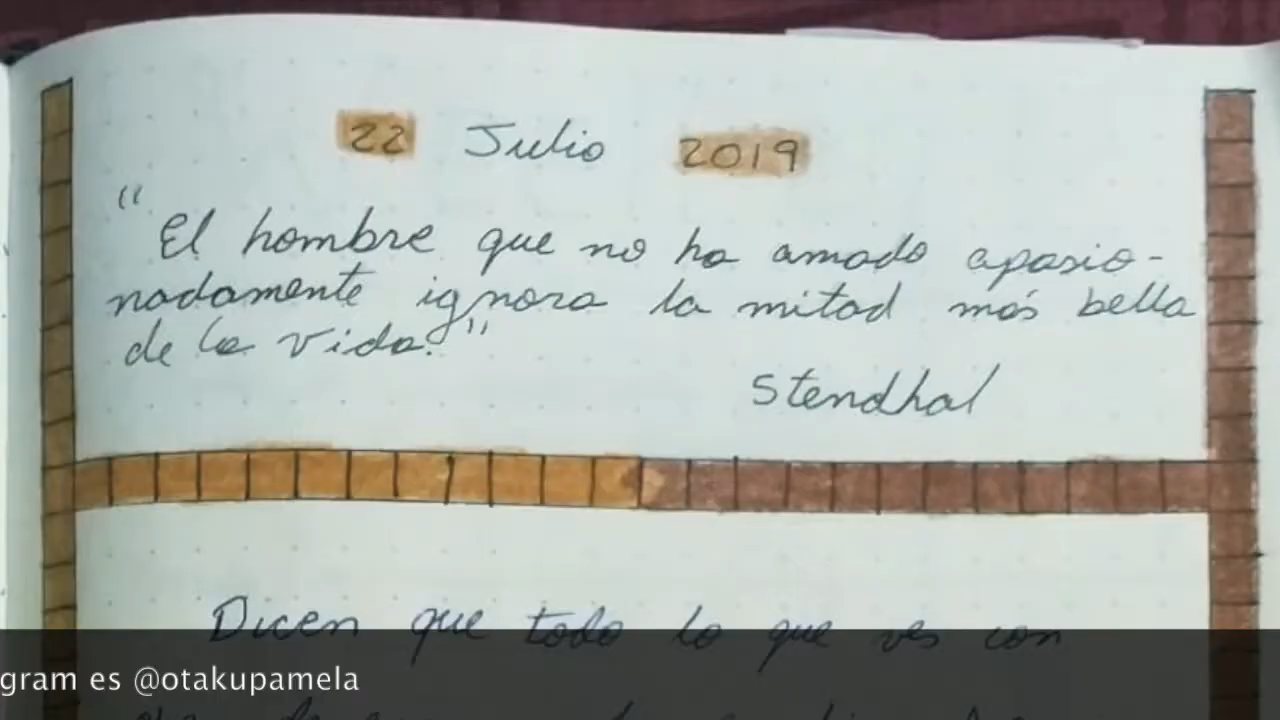 22 Julio 2019
"El hombre que no ha amado apasio-
nadamente ignora la mitad más bella
de la vida."
Stendhal
Dicen que todo lo que ves con
gram es @otakupamela